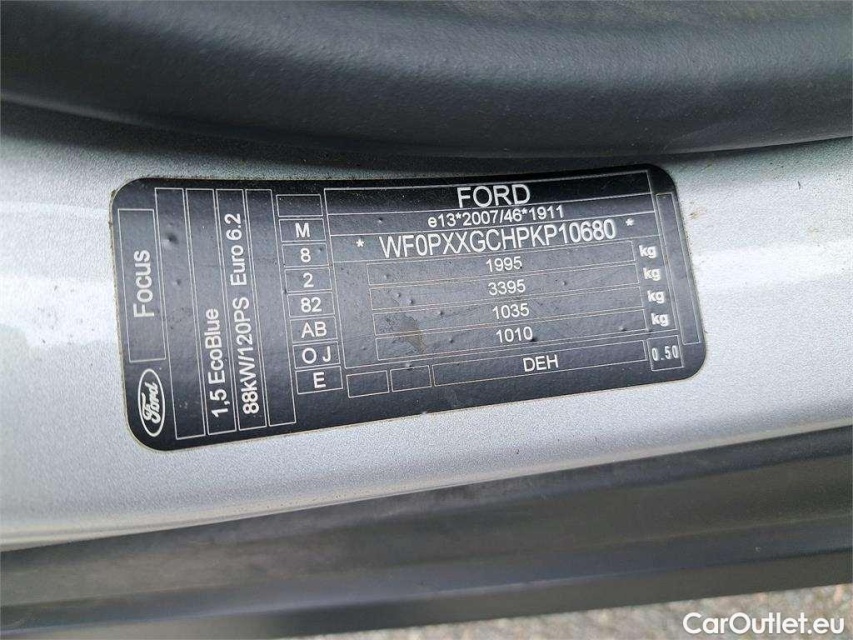 FORD
e13*2007/46*1911
* WF0PXXGCHPKP10680 *
1995 kg
3395 kg
1035 kg
1010 kg
DEH
0.50
M
8
2
82
AB
O J
E
Focus
1,5 EcoBlue
88kW/120PS Euro 6.2
Ford
CarOutlet.eu